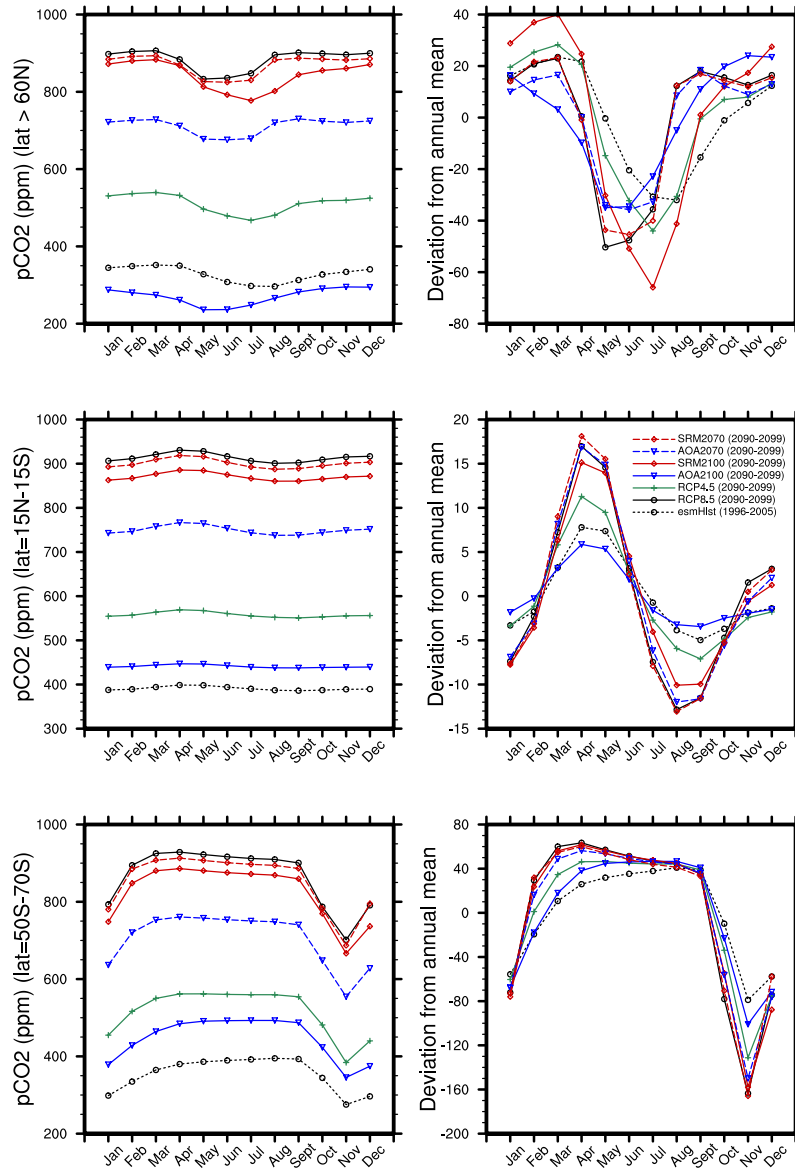 pCO2 (ppm) (lat > 60N)
1000
800
600
400
200
Jan
Feb
Mar
Apr
May
Jun
Jul
Aug
Sept
Oct
Nov
Dec
Deviation from annual mean
40
20
0
-20
-40
-60
-80
Jan
Feb
Mar
Apr
May
Jun
Jul
Aug
Sept
Oct
Nov
Dec
pCO2 (ppm) (lat=15N-15S)
1000
900
800
700
600
500
400
300
Jan
Feb
Mar
Apr
May
Jun
Jul
Aug
Sept
Oct
Nov
Dec
Deviation from annual mean
20
15
10
5
0
-5
-10
-15
SRM2070 (2090-2099)
AOA2070 (2090-2099)
SRM2100 (2090-2099)
AOA2100 (2090-2099)
RCP4.5 (2090-2099)
RCP8.5 (2090-2099)
esmHIst (1996-2005)
Jan
Feb
Mar
Apr
May
Jun
Jul
Aug
Sept
Oct
Nov
Dec
pCO2 (ppm) (lat=50S-70S)
1000
800
600
400
200
Jan
Feb
Mar
Apr
May
Jun
Jul
Aug
Sept
Oct
Nov
Dec
Deviation from annual mean
80
40
0
-40
-80
-120
-160
-200
Jan
Feb
Mar
Apr
May
Jun
Jul
Aug
Sept
Oct
Nov
Dec